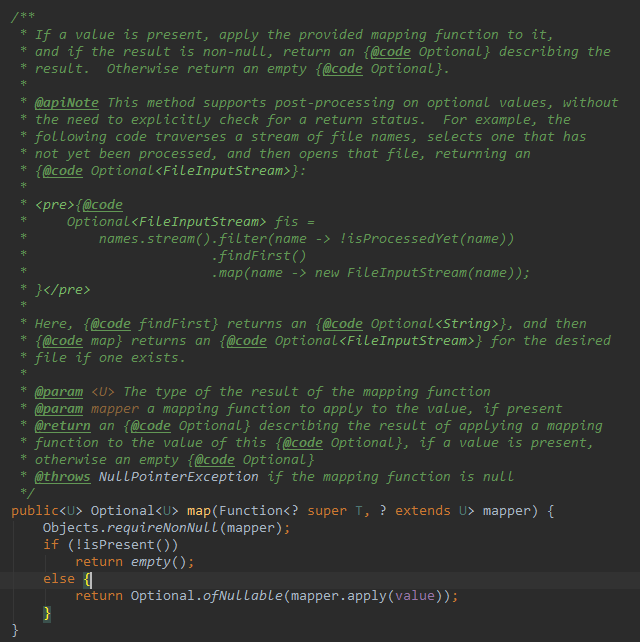 /**
 * If a value is present, apply the provided mapping function to it,
 * and if the result is non-null, return an {@code Optional} describing the
 * result.  Otherwise return an empty {@code Optional}.
 *
 * @apiNote This method supports post-processing on optional values, without
 * the need to explicitly check for a return status.  For example, the
 * following code traverses a stream of file names, selects one that has
 * not yet been processed, and then opens that file, returning an
 * {@code Optional<FileInputStream>}:
 *
 * <pre>{@code
 *     Optional<FileInputStream> fis =
 *         names.stream().filter(name -> !isProcessedYet(name))
 *                       .findFirst()
 *                       .map(name -> new FileInputStream(name));
 * }</pre>
 *
 * Here, {@code findFirst} returns an {@code Optional<String>}, and then
 * {@code map} returns an {@code Optional<FileInputStream>} for the desired
 * file if one exists.
 *
 * @param <U> The type of the result of the mapping function
 * @param mapper a mapping function to apply to the value, if present
 * @return an {@code Optional} describing the result of applying a mapping
 * function to the value of this {@code Optional}, if a value is present,
 * otherwise an empty {@code Optional}
 * @throws NullPointerException if the mapping function is null
 */
public<U> Optional<U> map(Function<? super T, ? extends U> mapper) {
    Objects.requireNonNull(mapper);
    if (!isPresent())
        return empty();
    else {
        return Optional.ofNullable(mapper.apply(value));
    }
}